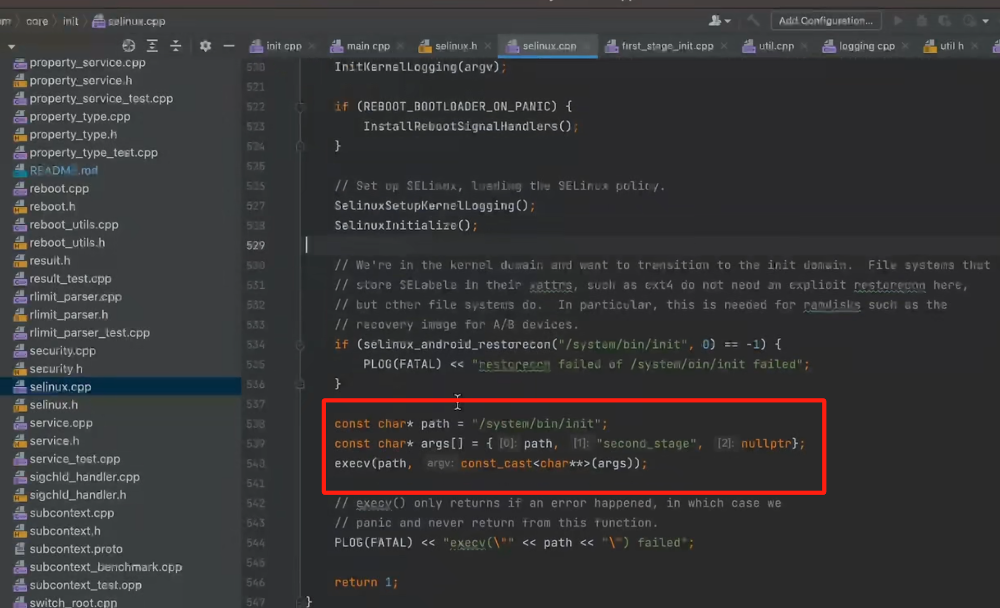 core
init
selinux.cpp
Add Configuration...
init cpp
main cpp
selinux.h
selinux.cpp
first_stage_init.cpp
util.cpp
logging cpp
util h
property_service.cpp
property_service.h
property_service_test.cpp
property_type.cpp
property_type.h
property_type_test.cpp
reboot.cpp
reboot.h
reboot_utils.cpp
reboot_utils.h
result.h
result_test.cpp
rlimit_parser.cpp
rlimit_parser.h
rlimit_parser_test.cpp
security.cpp
security h
selinux.cpp
selinux.h
service.cpp
service.h
service_test.cpp
sigchld_handler.cpp
sigchld_handler.h
subcontext.cpp
subcontext.h
subcontext.proto
subcontext_benchmark.cpp
subcontext_test.cpp
switch_root.cpp
InitKernelLogging(argv);
521
522 if (REBOOT_BOOTLOADER_ON_PANIC) {
523 InstallRebootSignalHandlers();
524 }
// Set up SELinux, loading the SELinux policy.
527 SelinuxSetupKernelLogging();
SelinuxInitialize();
529
530 // We're in the kernel domain and want to transition to the init domain. File systems that
531 // store SELabels in their xattrs, such as ext4 do not need an explicit restorecon here,
532 // but other file systems do. In particular, this is needed for ramdisks such as the
533 // recovery image for A/B devices.
534 if (selinux_android_restorecon("/system/bin/init", 0) == -1) {
535 PLOG(FATAL) << "restorecon failed of /system/bin/init failed";
536 }
537
538 const char* path = "/system/bin/init";
539 const char* args[] = { [0]: path, [1]: "second_stage", [2]: nullptr};
540 execv(path, argv: const_cast<char**>(args));
541
542 // execv() only returns if an error happened, in which case we
543 // panic and never return from this function.
544 PLOG(FATAL) << "execv(\"" << path << "\") failed";
545
546 return 1;
547 }